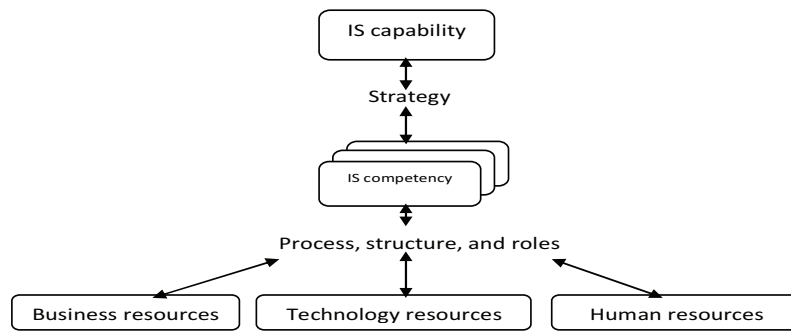 IS capability
Strategy
IS competency
Process, structure, and roles
Business resources
Technology resources
Human resources